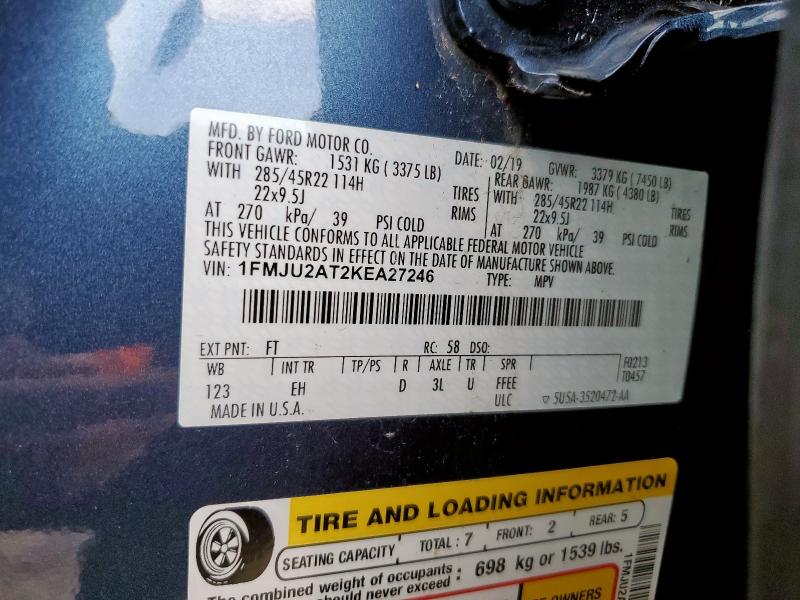 MFD. BY FORD MOTOR CO.
DATE: 02/19 GVWR: 3379 KG ( 7450 LB)
FRONT GAWR: 1531 KG ( 3375 LB)
REAR GAWR: 1987 KG ( 4380 LB)
WITH 285/45R22 114H TIRES
WITH 285/45R22 114H TIRES
22x9.5J RIMS
22x9.5J RIMS
AT 270 kPa/ 39 PSI COLD
AT 270 kPa/ 39 PSI COLD
THIS VEHICLE CONFORMS TO ALL APPLICABLE FEDERAL MOTOR VEHICLE
SAFETY STANDARDS IN EFFECT ON THE DATE OF MANUFACTURE SHOWN ABOVE.
VIN: 1FMJU2AT2KEA27246 TYPE: MPV
EXT PNT: FT RC: 58 DSO:
WB INT TR TP/PS R AXLE TR SPR
F0213
T0457
123 EH D 3L U FFEE
ULC
▽ 5U5A-3520472-AA
MADE IN U.S.A.
TIRE AND LOADING INFORMATION
SEATING CAPACITY TOTAL : 7 FRONT: 2 REAR: 5
The combined weight of occupants
should never exceed : 698 kg or 1539 lbs.
OWNERS